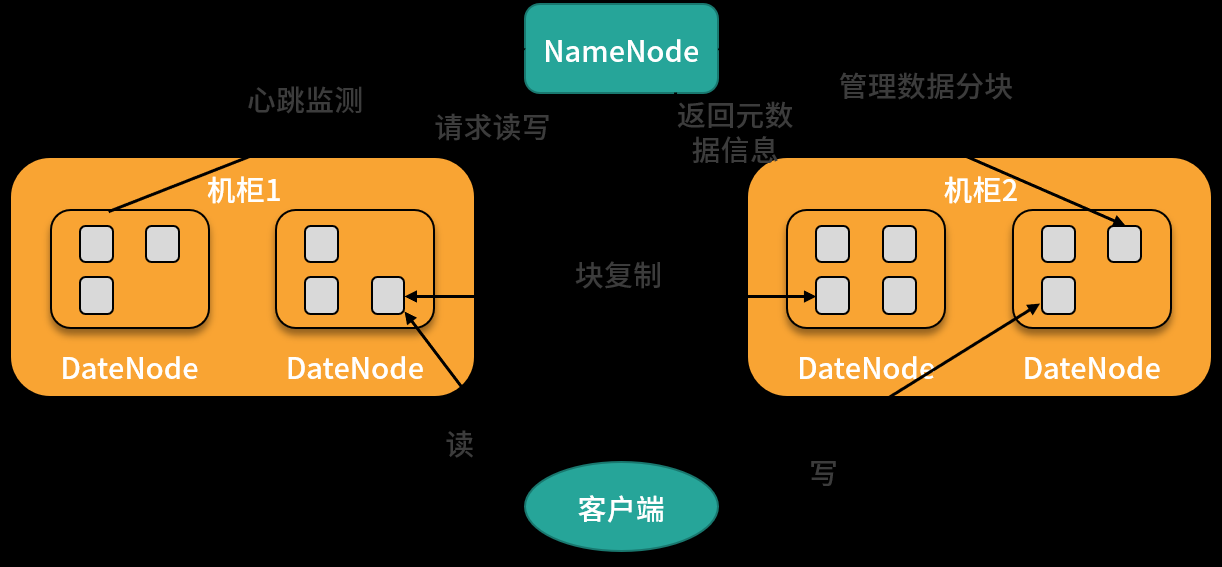 NameNode
心跳监测
管理数据分块
请求读写
返回元数
据信息
机柜1
机柜2
块复制
DateNode
DateNode
DateNode
DateNode
读
写
客户端